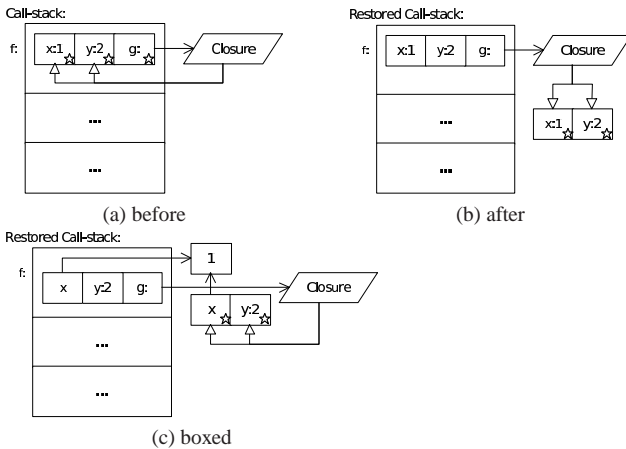 Call-stack:
f: x:1 y:2 g: Closure
...
...
(a) before
Restored Call-stack:
f: x:1 y:2 g: Closure
x:1 y:2
...
...
(b) after
Restored Call-stack:
f: 1
x y:2 g: Closure
x y:2
...
...
(c) boxed